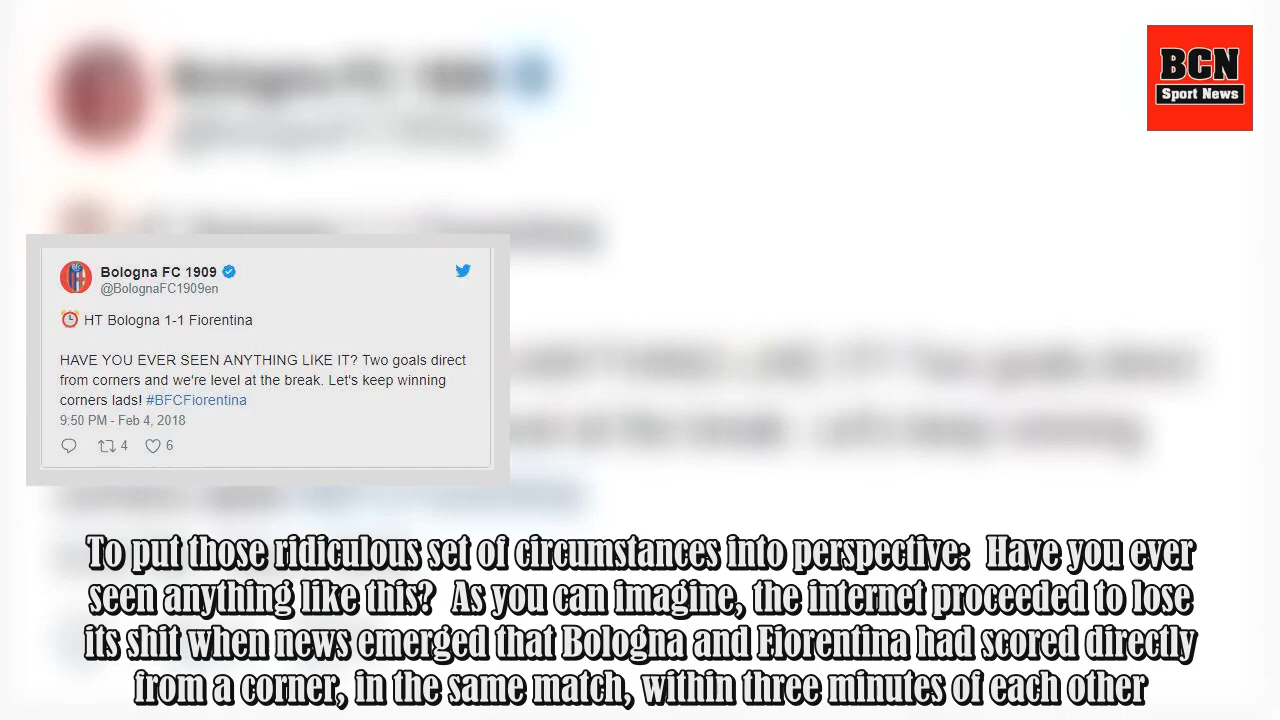 BCN
Sport News
Bologna FC 1909
@BolognaFC1909en
HT Bologna 1-1 Fiorentina
HAVE YOU EVER SEEN ANYTHING LIKE IT? Two goals direct
from corners and we're level at the break. Let's keep winning
corners lads! #BFCFiorentina
9:50 PM - Feb 4, 2018
4 6
To put those ridiculous set of circumstances into perspective: Have you ever
seen anything like this? As you can imagine, the internet proceeded to lose
its shit when news emerged that Bologna and Fiorentina had scored directly
from a corner, in the same match, within three minutes of each other